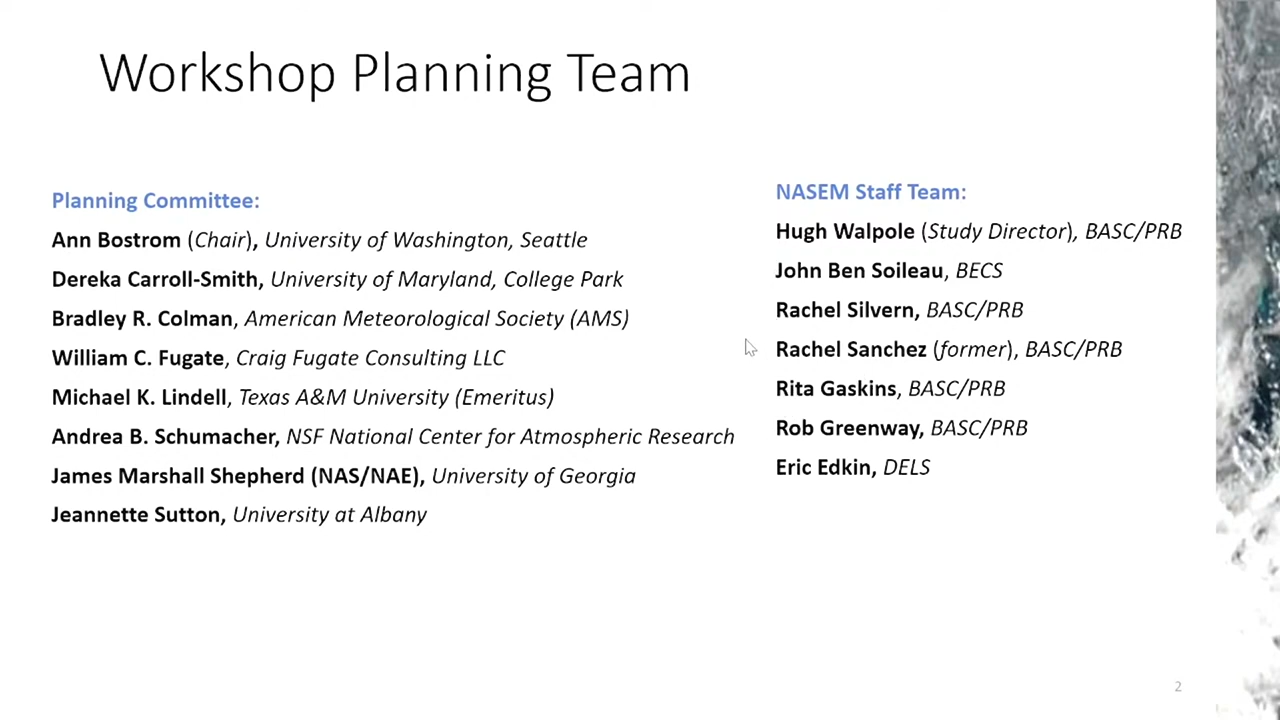 Workshop Planning Team
Planning Committee:
Ann Bostrom (Chair), University of Washington, Seattle
Dereka Carroll-Smith, University of Maryland, College Park
Bradley R. Colman, American Meteorological Society (AMS)
William C. Fugate, Craig Fugate Consulting LLC
Michael K. Lindell, Texas A&M University (Emeritus)
Andrea B. Schumacher, NSF National Center for Atmospheric Research
James Marshall Shepherd (NAS/NAE), University of Georgia
Jeannette Sutton, University at Albany
NASEM Staff Team:
Hugh Walpole (Study Director), BASC/PRB
John Ben Soileau, BECS
Rachel Silvern, BASC/PRB
Rachel Sanchez (former), BASC/PRB
Rita Gaskins, BASC/PRB
Rob Greenway, BASC/PRB
Eric Edkin, DELS
2